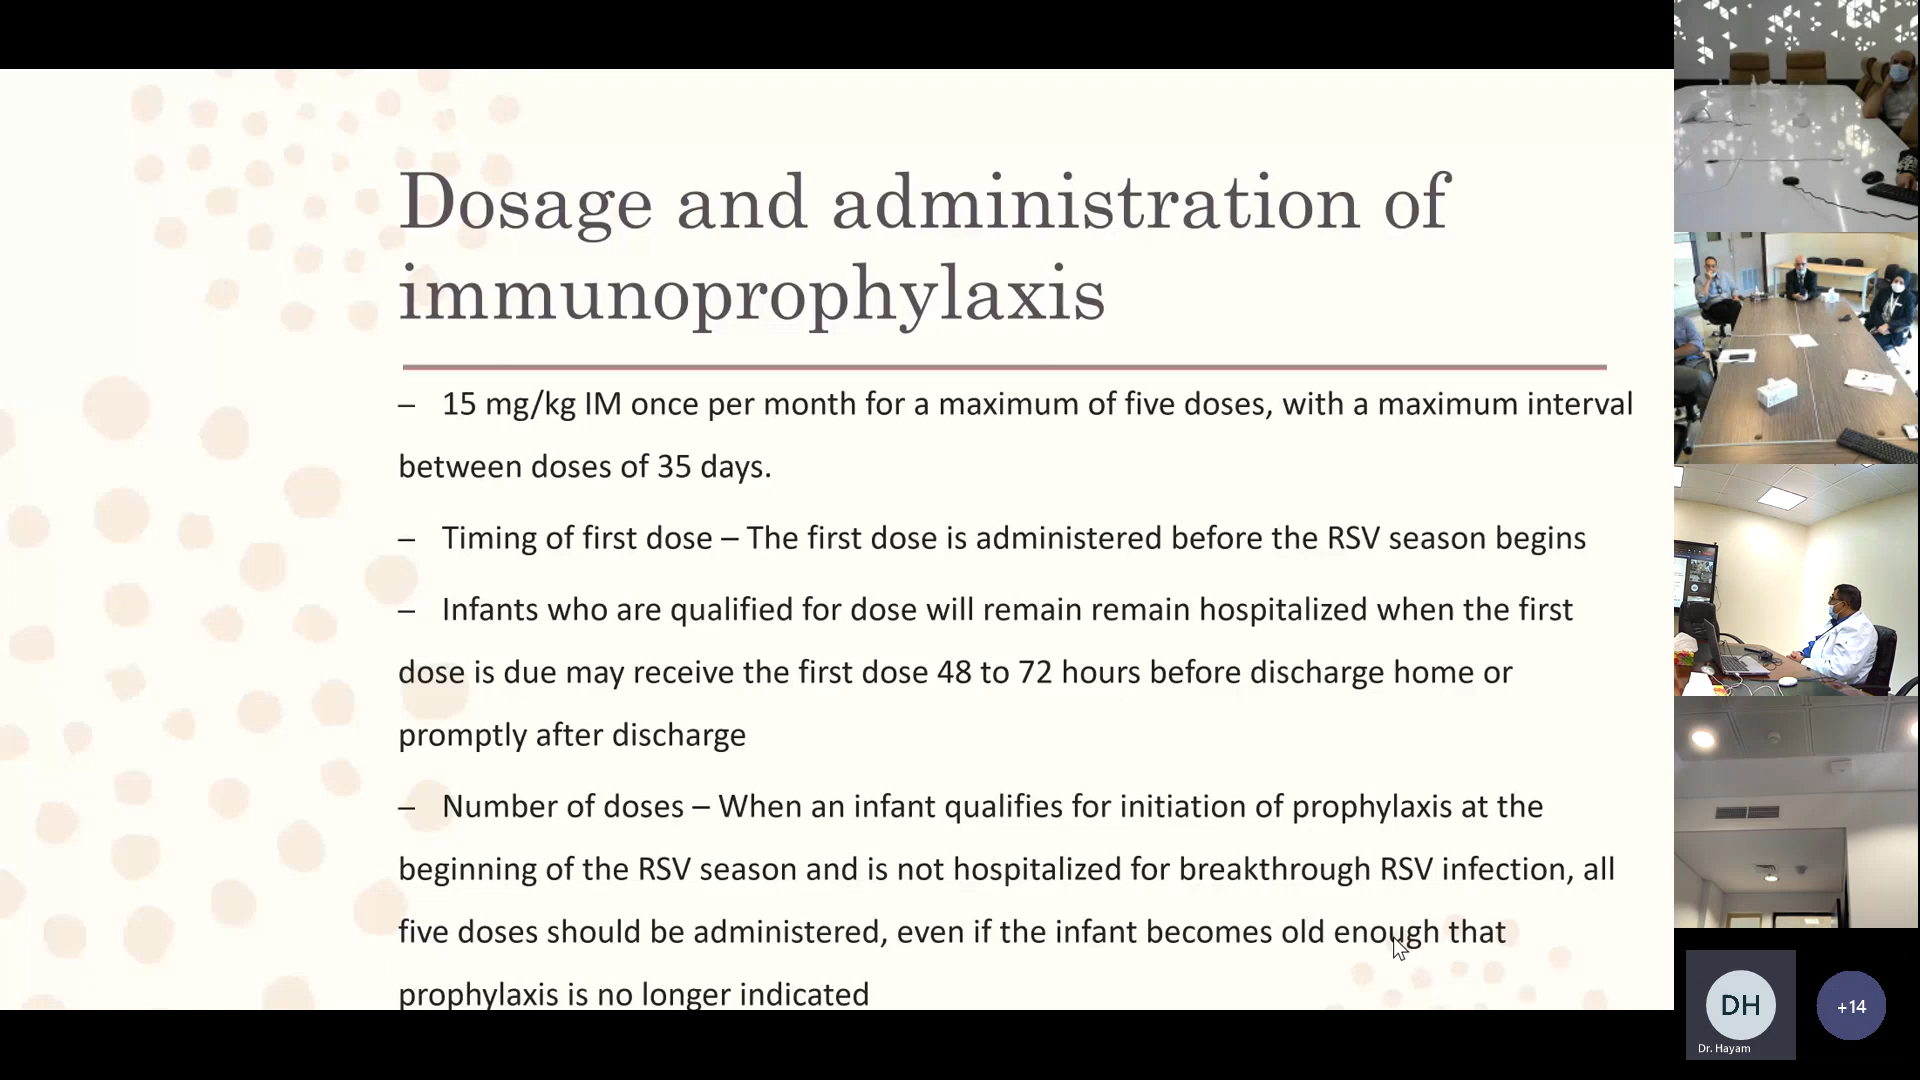 Dosage and administration of
immunoprophylaxis
– 15 mg/kg IM once per month for a maximum of five doses, with a maximum interval
between doses of 35 days.
– Timing of first dose – The first dose is administered before the RSV season begins
– Infants who are qualified for dose will remain remain hospitalized when the first
dose is due may receive the first dose 48 to 72 hours before discharge home or
promptly after discharge
– Number of doses – When an infant qualifies for initiation of prophylaxis at the
beginning of the RSV season and is not hospitalized for breakthrough RSV infection, all
five doses should be administered, even if the infant becomes old enough that
prophylaxis is no longer indicated
DH
Dr. Hayam
+14